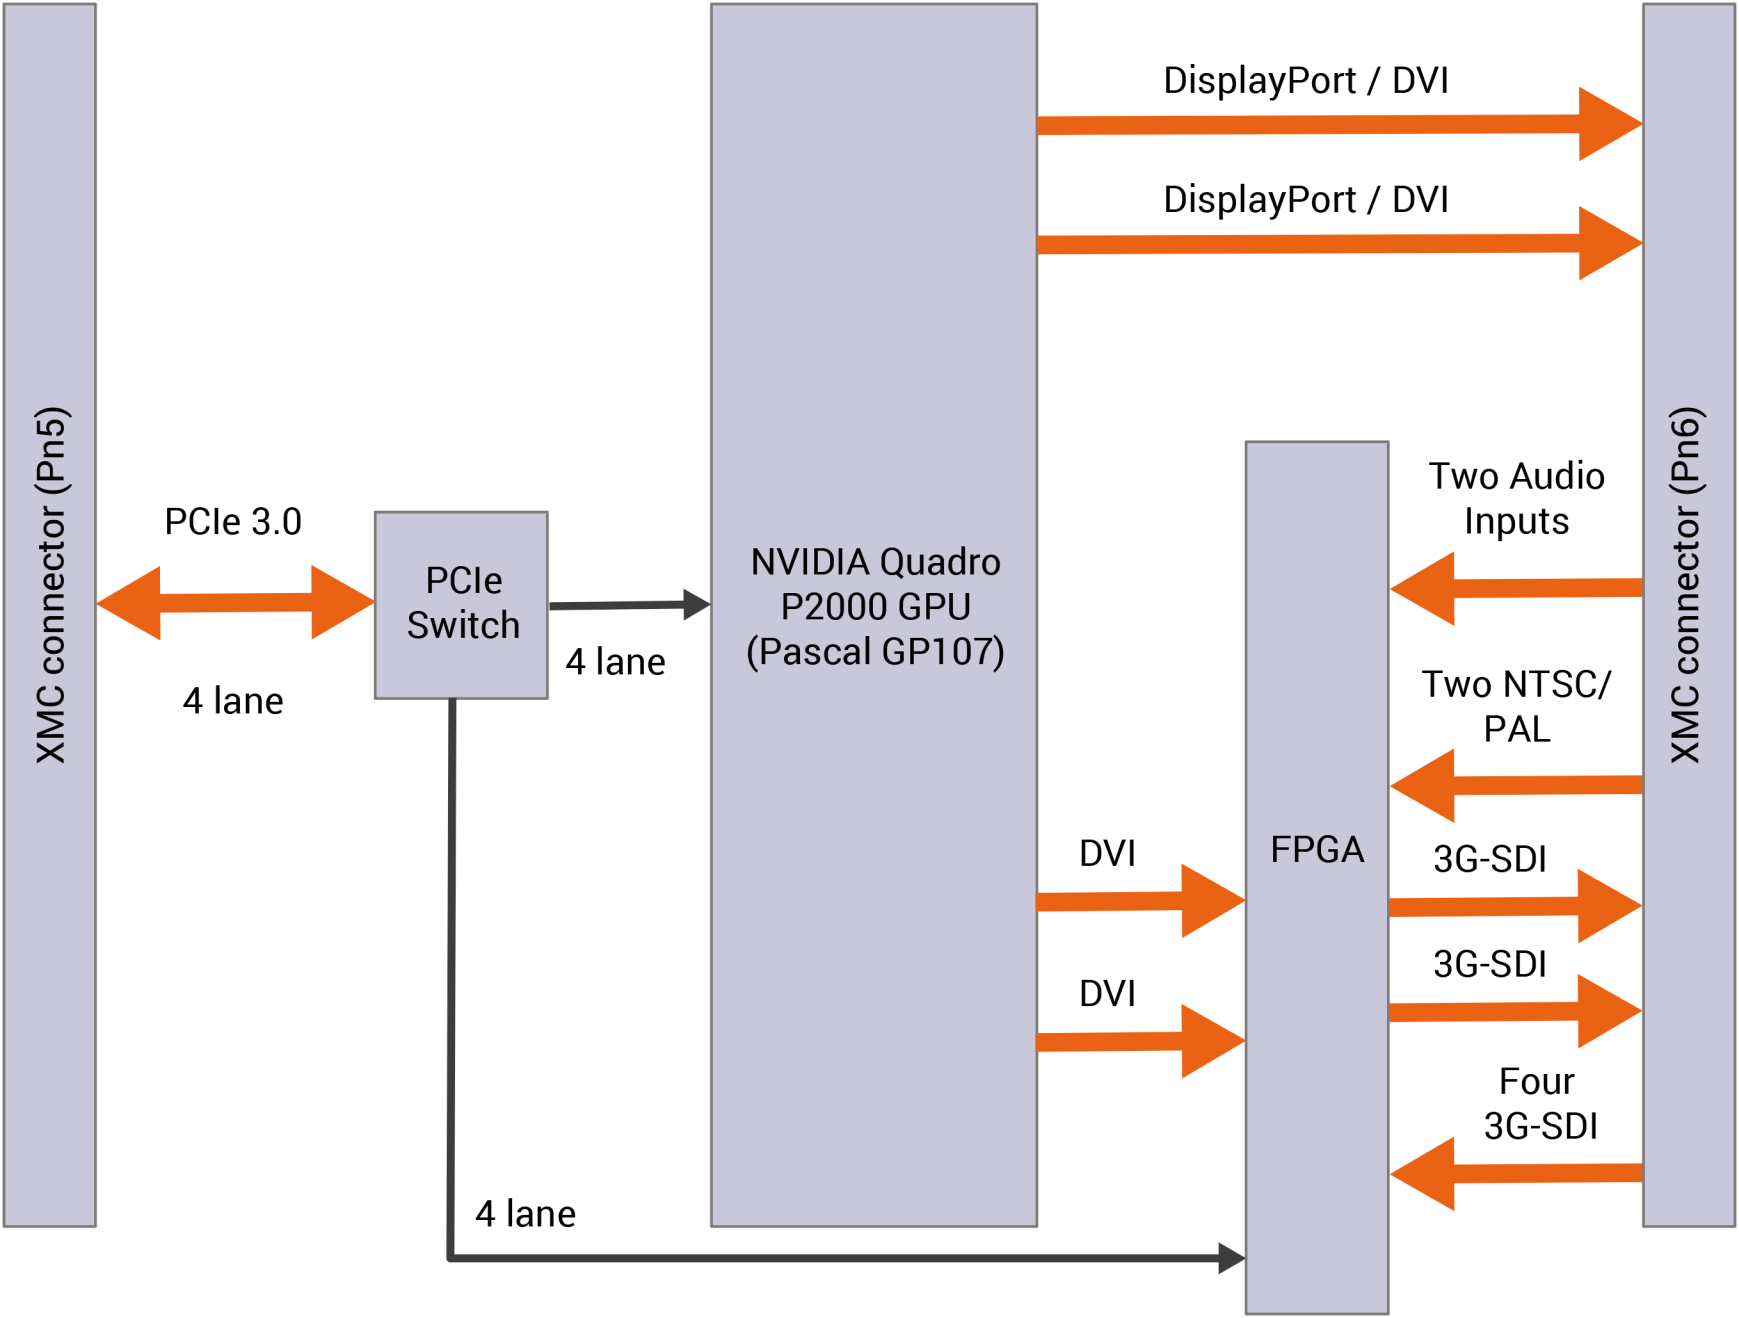 XMC connector (Pn5)
PCIe 3.0
4 lane
PCIe
Switch
4 lane
4 lane
NVIDIA Quadro
P2000 GPU
(Pascal GP107)
DisplayPort / DVI
DisplayPort / DVI
DVI
DVI
FPGA
Two Audio
Inputs
Two NTSC/
PAL
3G-SDI
3G-SDI
Four
3G-SDI
XMC connector (Pn6)